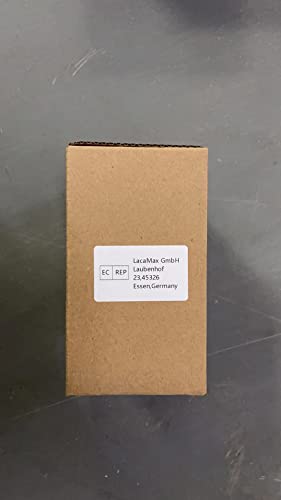 EC REP
LacaMax GmbH
Laubenhof
23,45326
Essen,Germany